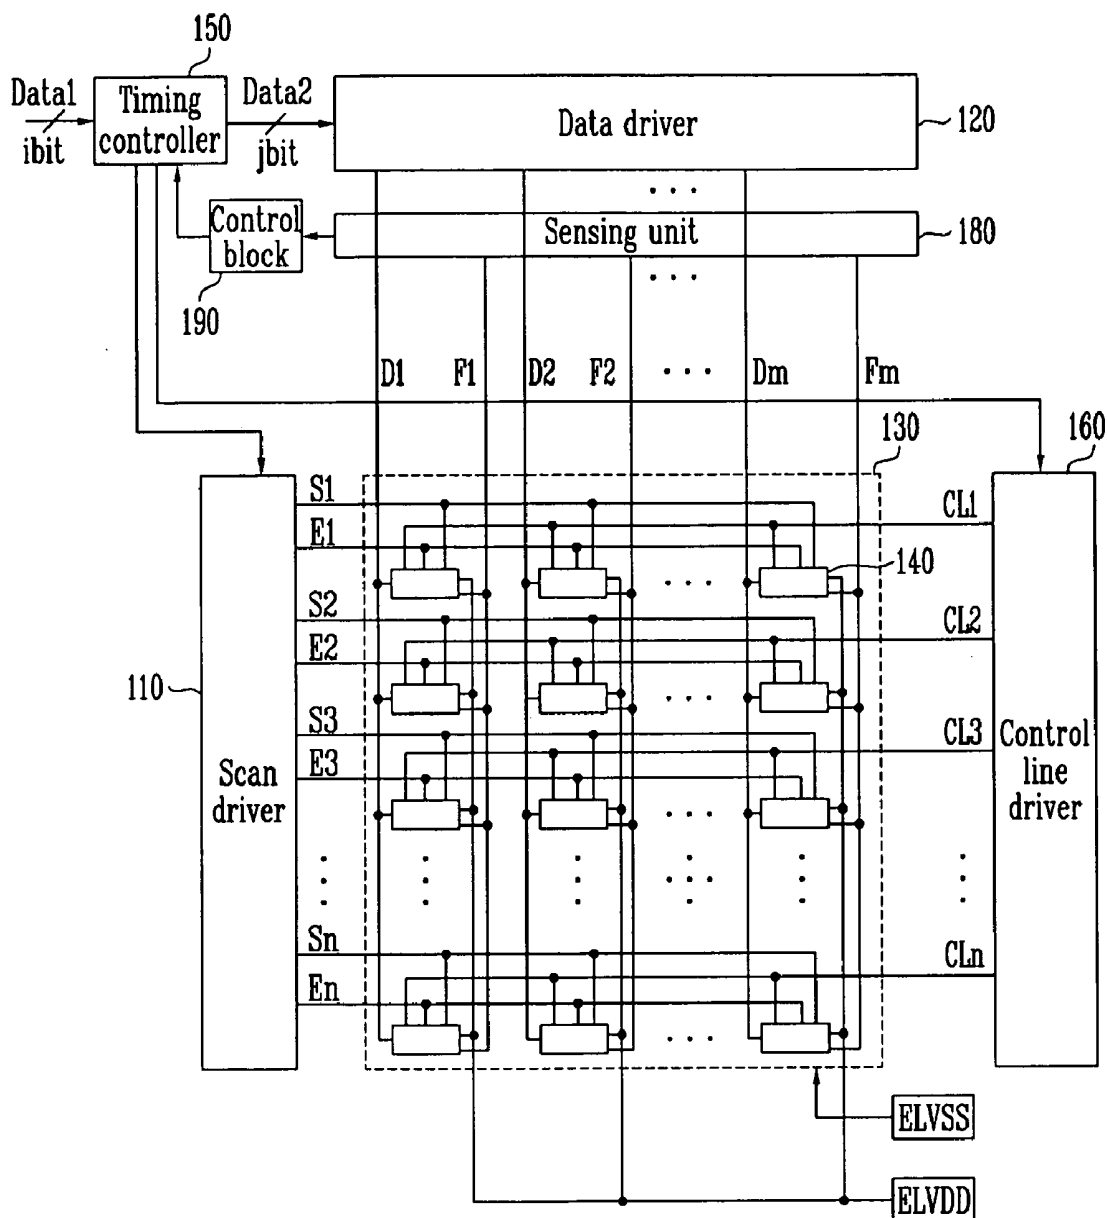 150
Data1
ibit
Timing
controller
Data2
jbit
Data driver
120
Control
block
190
Sensing unit
180
D1
F1
D2
F2
Dm
Fm
130
160
110
Scan
driver
S1
E1
S2
E2
S3
E3
Sn
En
140
CL1
CL2
CL3
CLn
Control
line
driver
ELVSS
ELVDD